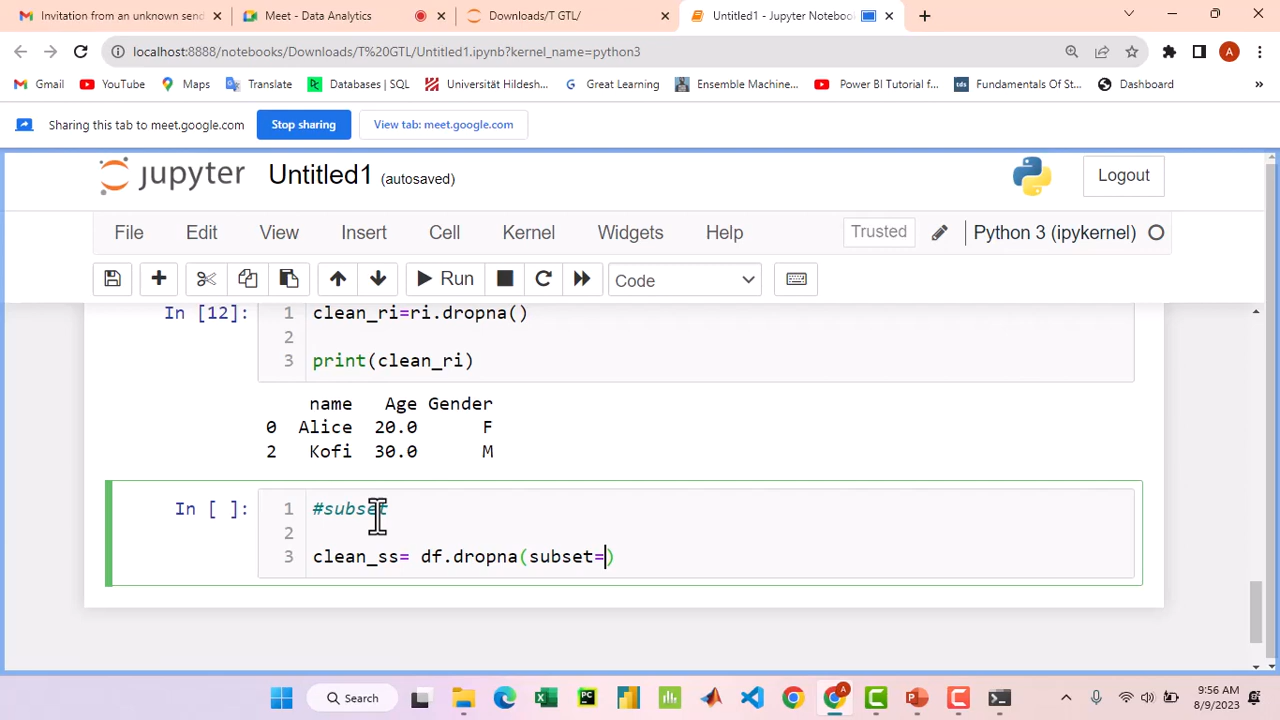 Invitation from an unknown send
Meet - Data Analytics
Downloads/T GTL/
Untitled1 - Jupyter Notebook
localhost:8888/notebooks/Downloads/T%20GTL/Untitled1.ipynb?kernel_name=python3
A
Gmail
YouTube
Maps
Translate
Databases | SQL
Universität Hildesh...
Great Learning
Ensemble Machine...
Power BI Tutorial f...
Fundamentals Of St...
Dashboard
»
Sharing this tab to meet.google.com
Stop sharing
View tab: meet.google.com
jupyter Untitled1 (autosaved)
Logout
File Edit View Insert Cell Kernel Widgets Help
Trusted
Python 3 (ipykernel)
Run
Code
In [12]:
1 clean_ri=ri.dropna()
2
3 print(clean_ri)
name Age Gender
0 Alice 20.0 F
2 Kofi 30.0 M
In [ ]:
1 #subset
2
3 clean_ss= df.dropna(subset=)
Search
9:56 AM
8/9/2023